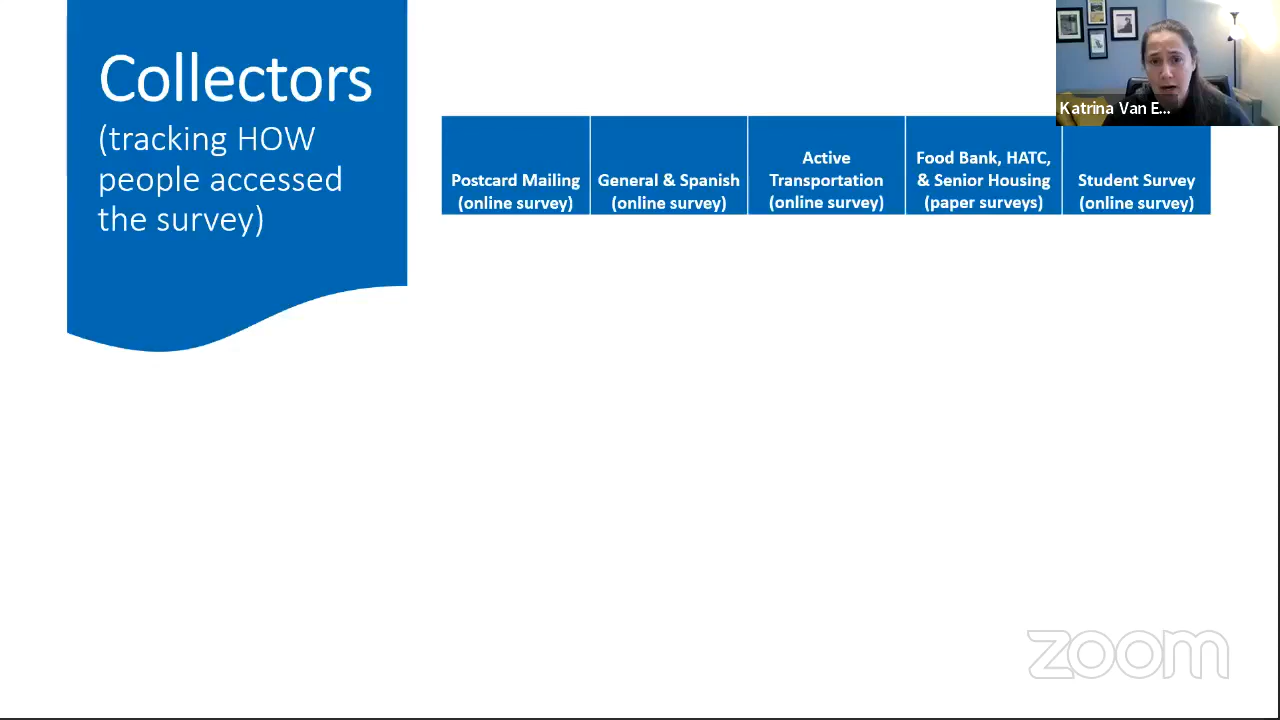 Collectors
(tracking HOW
people accessed
the survey)
Katrina Van E...
Postcard Mailing
(online survey)
General & Spanish
(online survey)
Active
Transportation
(online survey)
Food Bank, HATC,
& Senior Housing
(paper surveys)
Student Survey
(online survey)
zoom